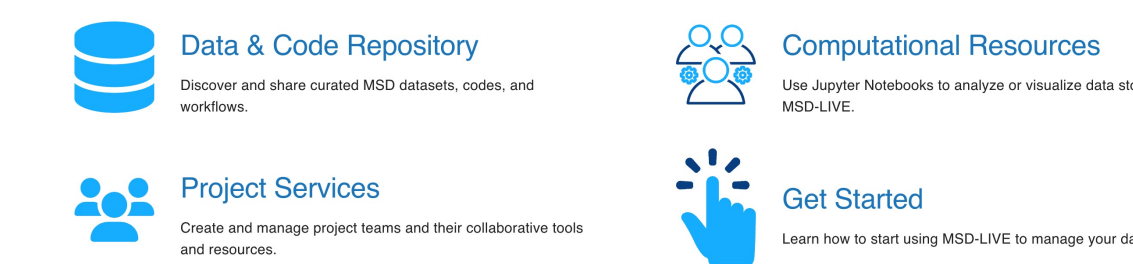 Data & Code Repository
Discover and share curated MSD datasets, codes, and
workflows.
Computational Resources
Use Jupyter Notebooks to analyze or visualize data
MSD-LIVE.
Project Services
Create and manage project teams and their collaborative tools
and resources.
Get Started
Learn how to start using MSD-LIVE to manage your